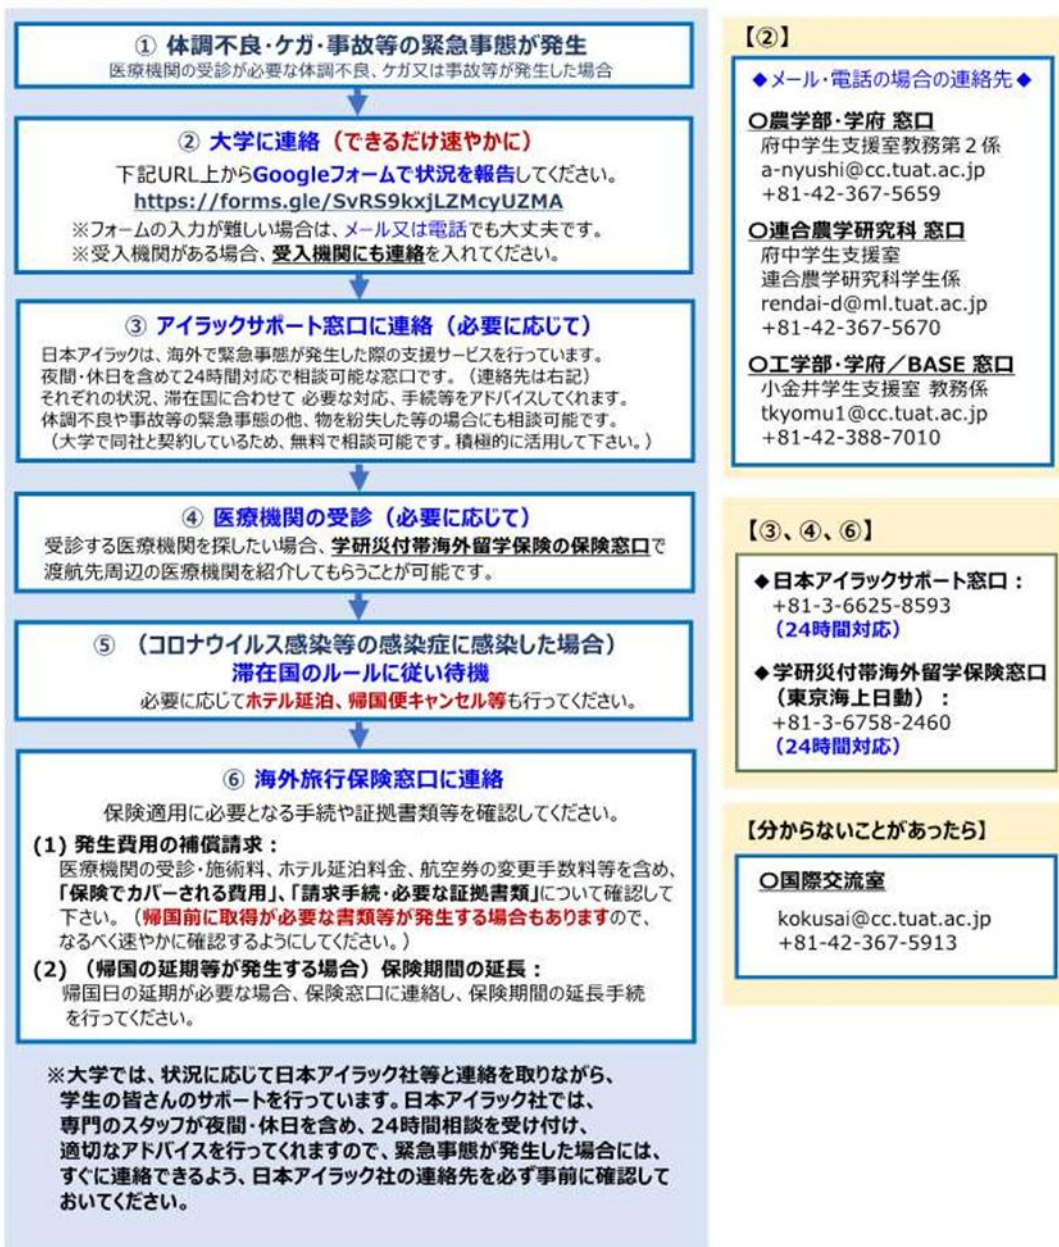 ① 体調不良・ケガ・事故等の緊急事態が発生
医療機関の受診が必要な体調不良、ケガ又は事故等が発生した場合
② 大学に連絡（できるだけ速やかに）
下記URL上からGoogleフォームで状況を報告してください。
https://forms.gle/SvRS9kxjLZMcyUZMA
※フォームの入力が難しい場合は、メール又は電話でも大丈夫です。
※受入機関がある場合、受入機関にも連絡を入れてください。
③ アイラックサポート窓口に連絡（必要に応じて）
日本アイラックは、海外で緊急事態が発生した際の支援サービスを行っています。
夜間・休日を含めて24時間対応で相談可能な窓口です。（連絡先は右記）
それぞれの状況、滞在国に合わせて 必要な対応、手続等をアドバイスしてくれます。
体調不良や事故等の緊急事態の他、物を紛失した等の場合にも相談可能です。
（大学で同社と契約しているため、無料で相談可能です。積極的に活用して下さい。）
④ 医療機関の受診（必要に応じて）
受診する医療機関を探したい場合、学研災付帯海外留学保険の保険窓口で
渡航先周辺の医療機関を紹介してもらうことが可能です。
⑤ （コロナウイルス感染等の感染症に感染した場合）
滞在国のルールに従い待機
必要に応じてホテル延泊、帰国便キャンセル等も行ってください。
⑥ 海外旅行保険窓口に連絡
保険適用に必要となる手続や証拠書類等を確認してください。
(1) 発生費用の補償請求：
医療機関の受診・施術料、ホテル延泊料金、航空券の変更手数料等を含め、
「保険でカバーされる費用」、「請求手続・必要な証拠書類」について確認して
下さい。（帰国前に取得が必要な書類等が発生する場合もありますので、
なるべく速やかに確認するようにしてください。）
(2) （帰国の延期等が発生する場合）保険期間の延長：
帰国日の延期が必要な場合、保険窓口に連絡し、保険期間の延長手続
を行ってください。
※大学では、状況に応じて日本アイラック社等と連絡を取りながら、
学生の皆さんのサポートを行っています。日本アイラック社では、
専門のスタッフが夜間・休日を含め、24時間相談を受け付け、
適切なアドバイスを行ってくれますので、緊急事態が発生した場合には、
すぐに連絡できるよう、日本アイラック社の連絡先を必ず事前に確認して
おいてください。
【②】
◆メール・電話の場合の連絡先◆
〇農学部・学府 窓口
府中学生支援室教務第２係
a-nyushi@cc.tuat.ac.jp
+81-42-367-5659
〇連合農学研究科 窓口
府中学生支援室
連合農学研究科学生係
rendai-d@ml.tuat.ac.jp
+81-42-367-5670
〇工学部・学府／BASE 窓口
小金井学生支援室 教務係
tkyomu1@cc.tuat.ac.jp
+81-42-388-7010
【③、④、⑥】
◆日本アイラックサポート窓口：
+81-3-6625-8593
（24時間対応）
◆学研災付帯海外留学保険窓口
（東京海上日動）：
+81-3-6758-2460
（24時間対応）
【分からないことがあったら】
〇国際交流室
kokusai@cc.tuat.ac.jp
+81-42-367-5913